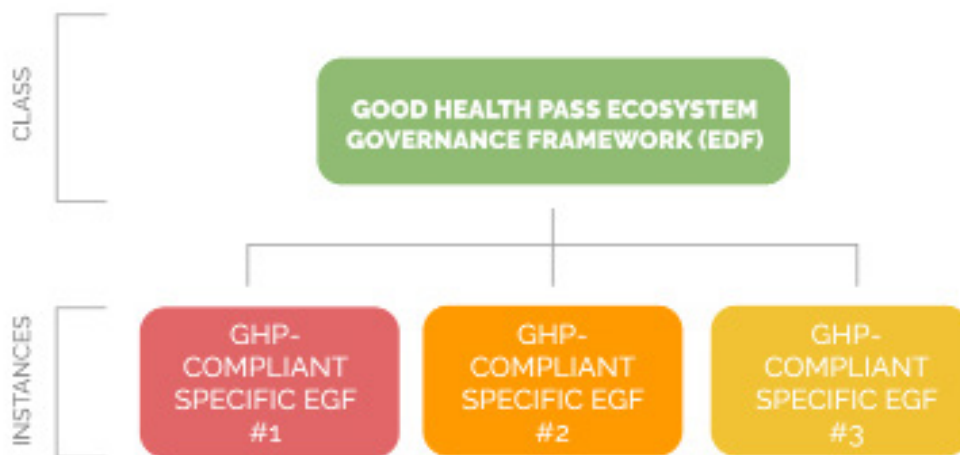 CLASS
GOOD HEALTH PASS ECOSYSTEM
GOVERNANCE FRAMEWORK (EDF)
INSTANCES
GHP-
COMPLIANT
SPECIFIC EGF
#1
GHP-
COMPLIANT
SPECIFIC EGF
#2
GHP-
COMPLIANT
SPECIFIC EGF
#3